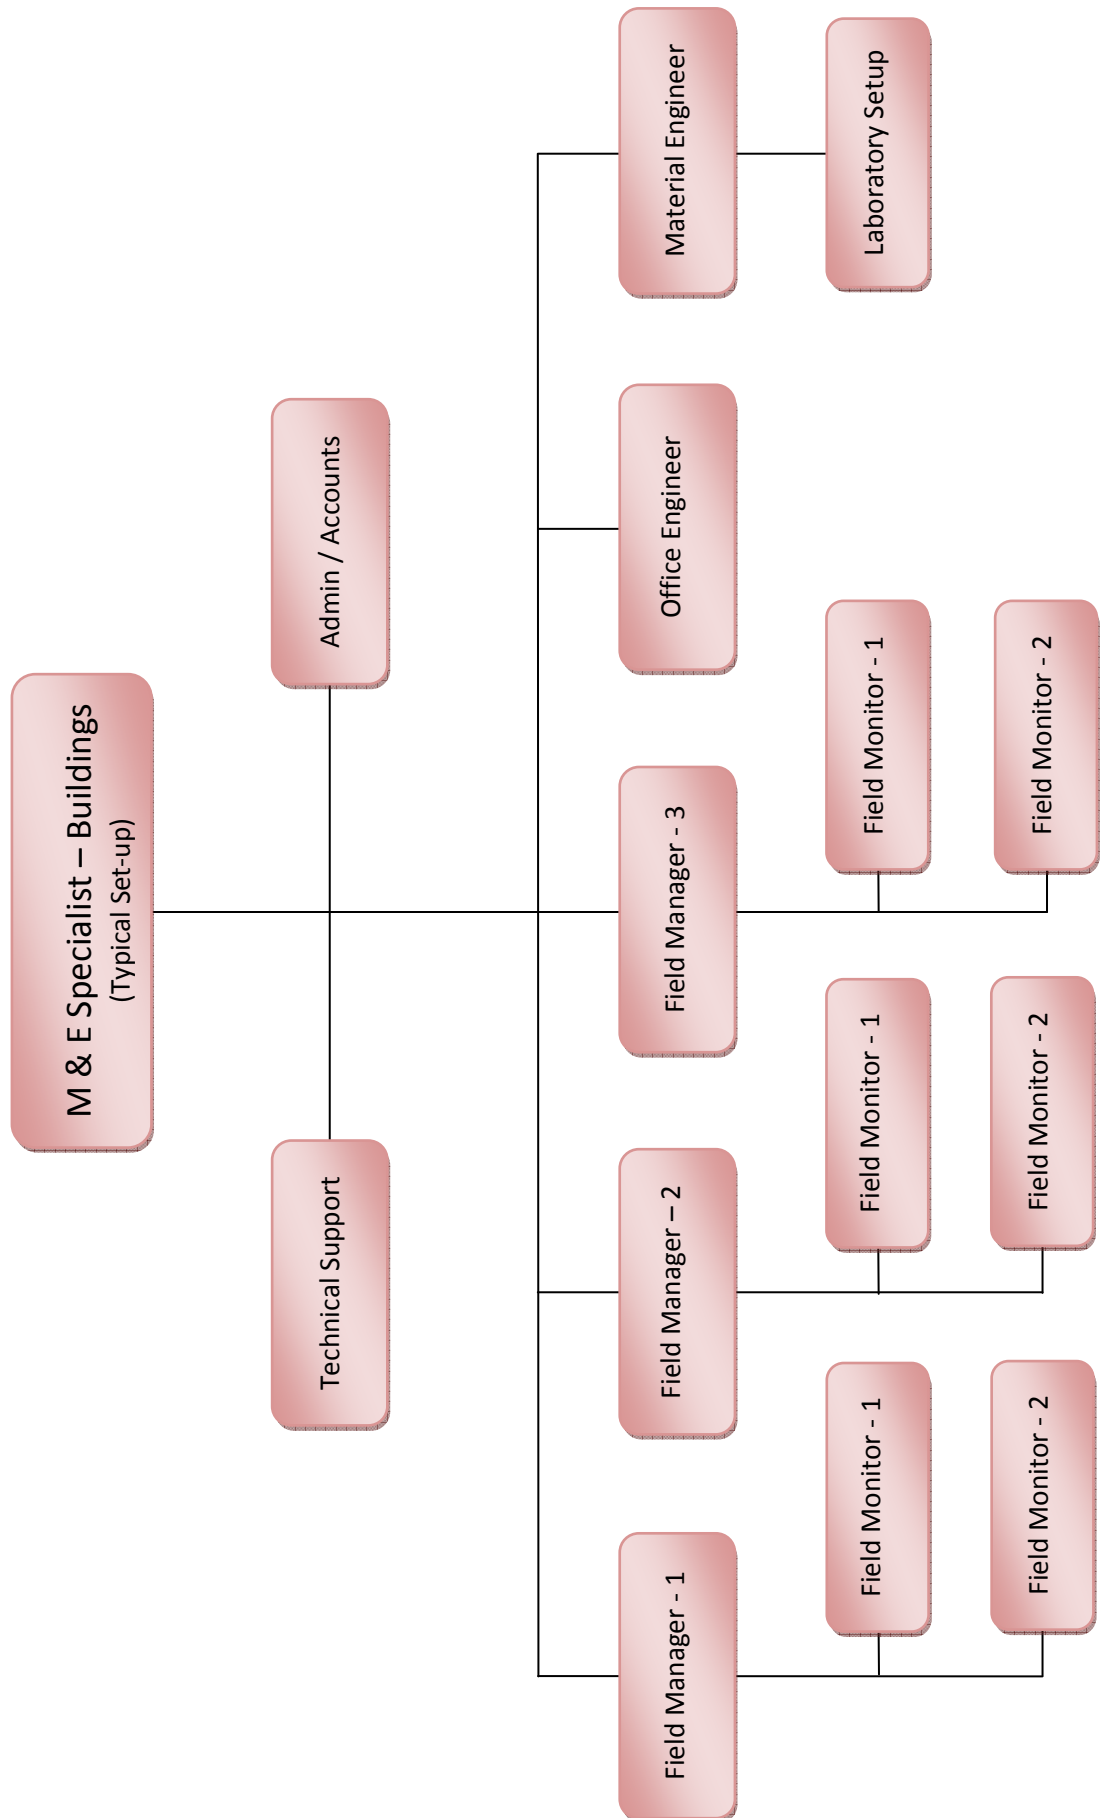 M & E Specialist – Buildings
(Typical Set-up)
Technical Support
Admin / Accounts
Field Manager - 1
Field Manager – 2
Field Manager - 3
Office Engineer
Material Engineer
Field Monitor - 1
Field Monitor - 1
Field Monitor - 1
Laboratory Setup
Field Monitor - 2
Field Monitor - 2
Field Monitor - 2